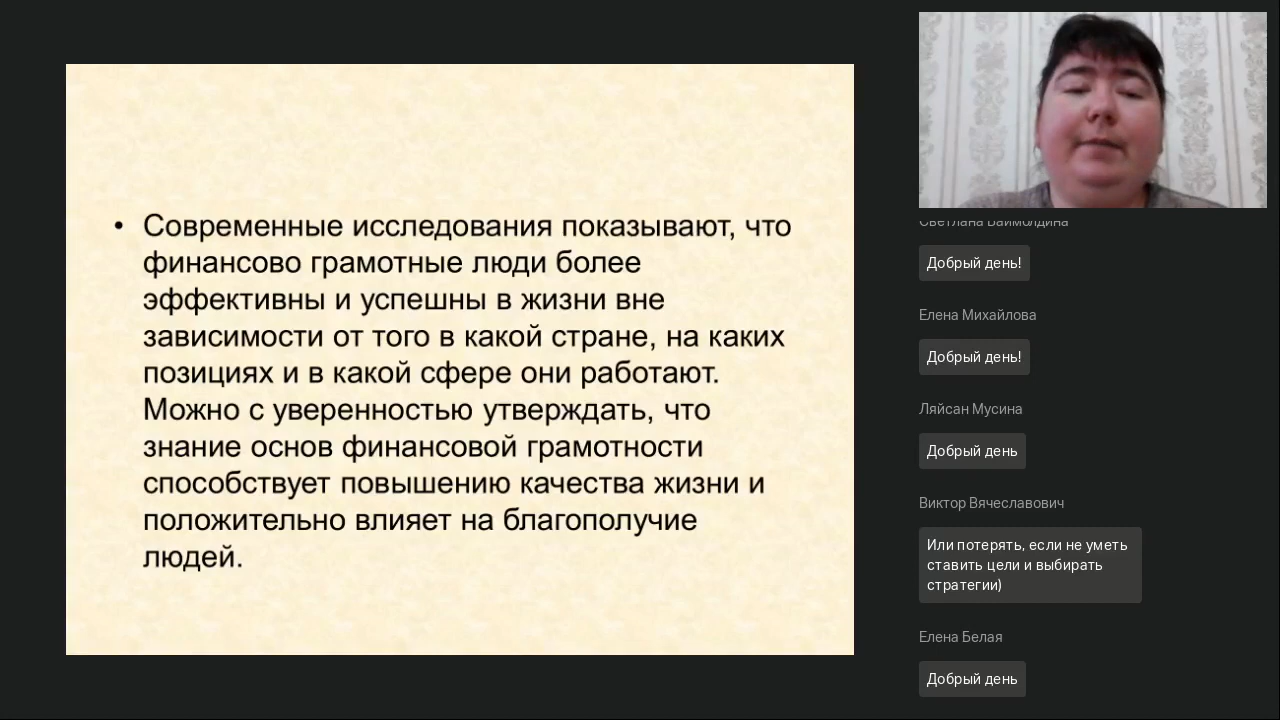 • Современные исследования показывают, что
финансово грамотные люди более
эффективны и успешны в жизни вне
зависимости от того в какой стране, на каких
позициях и в какой сфере они работают.
Можно с уверенностью утверждать, что
знание основ финансовой грамотности
способствует повышению качества жизни и
положительно влияет на благополучие
людей.
Светлана Баймолдина
Добрый день!
Елена Михайлова
Добрый день!
Ляйсан Мусина
Добрый день
Виктор Вячеславович
Или потерять, если не уметь
ставить цели и выбирать
стратегии)
Елена Белая
Добрый день